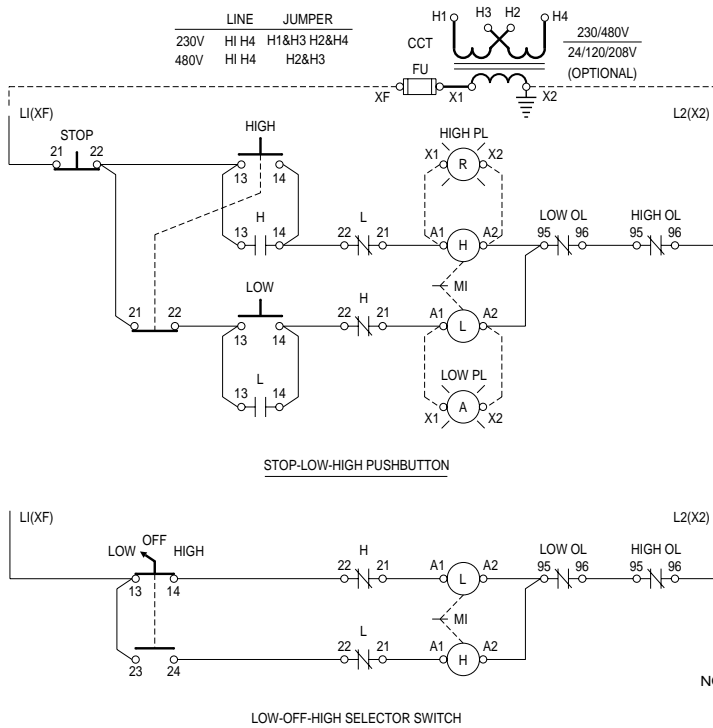 LINE JUMPER
230V HI H4 H1&H3 H2&H4
480V HI H4 H2&H3
H1 H3 H2 H4
CCT
230/480V
24/120/208V
(OPTIONAL)
FU
XF X1 X2
LI(XF) L2(X2)
STOP
21 22
HIGH
13 14
HIGH PL
X1 R X2
H
13 14
L
22 21
A1 H A2
LOW OL
95 96
HIGH OL
95 96
MI
21 22
LOW
13 14
H
22 21
A1 L A2
L
13 14
LOW PL
X1 A X2
STOP-LOW-HIGH PUSHBUTTON
LI(XF) L2(X2)
LOW OFF HIGH
13 14
H
22 21
A1 L A2
LOW OL
95 96
HIGH OL
95 96
MI
23 24
L
22 21
A1 H A2
NO
LOW-OFF-HIGH SELECTOR SWITCH